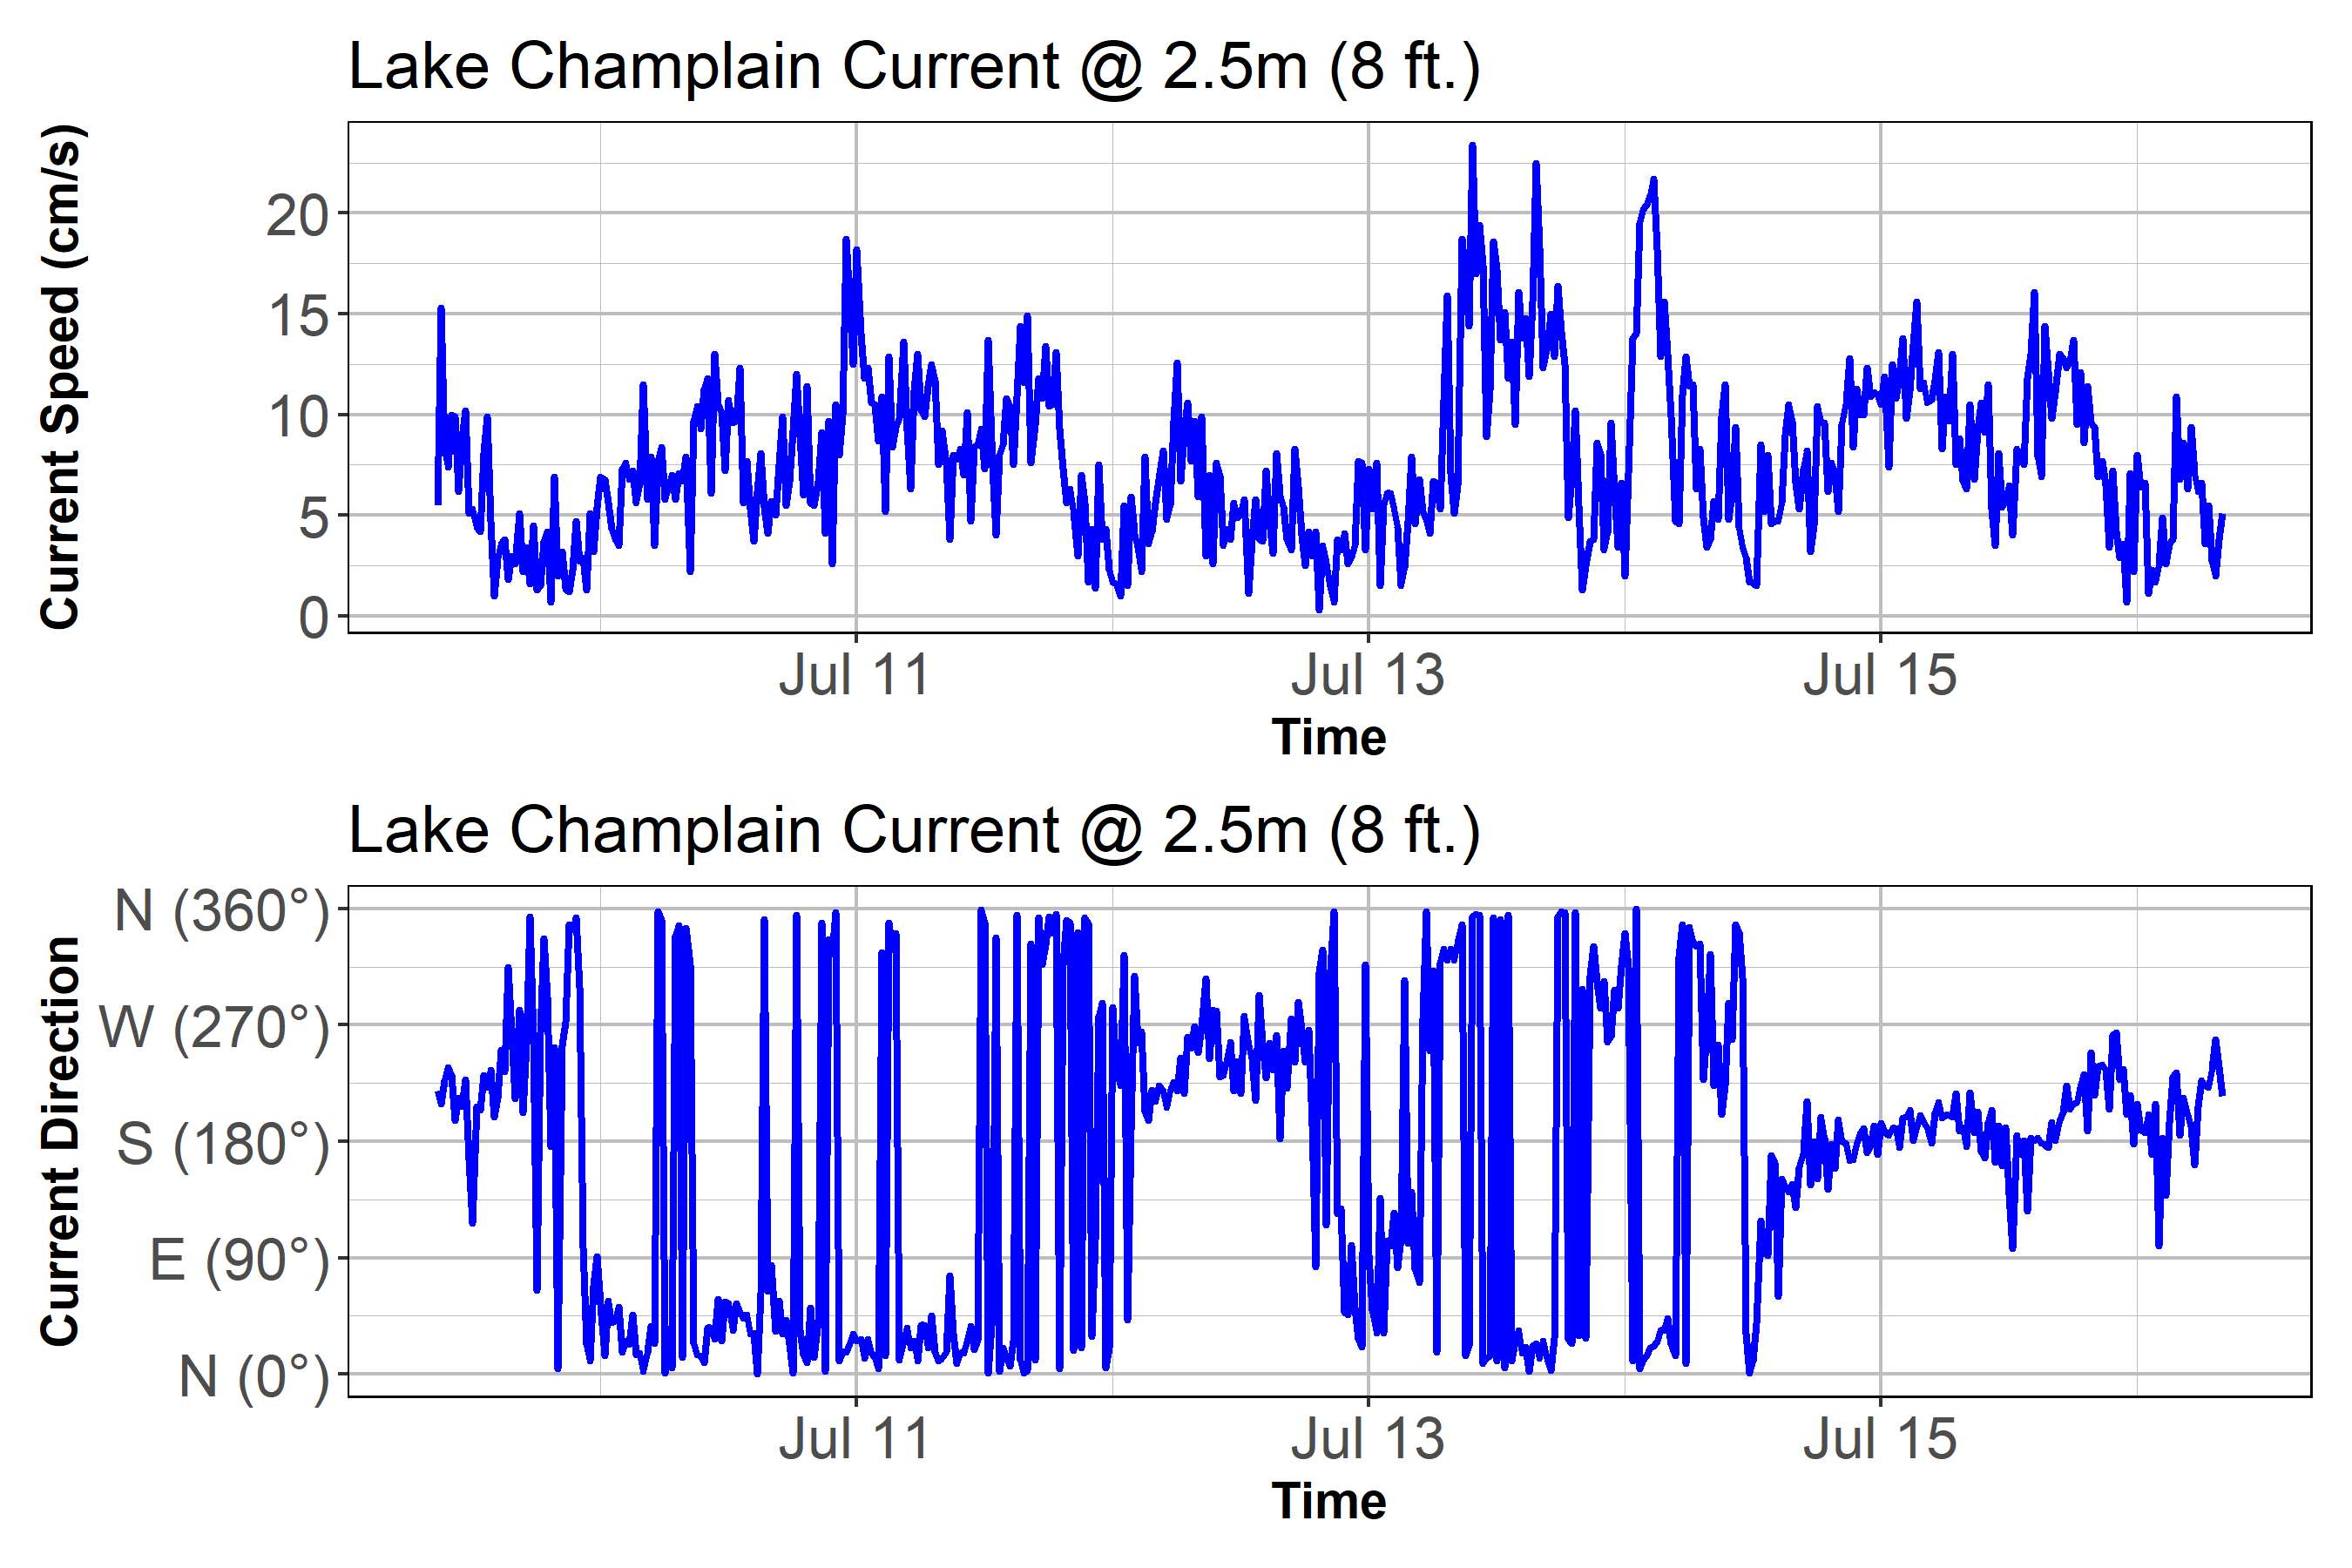 Lake Champlain Current @ 2.5m (8 ft.)
Current Speed (cm/s)
20
15
10
5
0
Jul 11 Jul 13 Jul 15
Time
Lake Champlain Current @ 2.5m (8 ft.)
Current Direction
N (360°)
W (270°)
S (180°)
E (90°)
N (0°)
Jul 11 Jul 13 Jul 15
Time